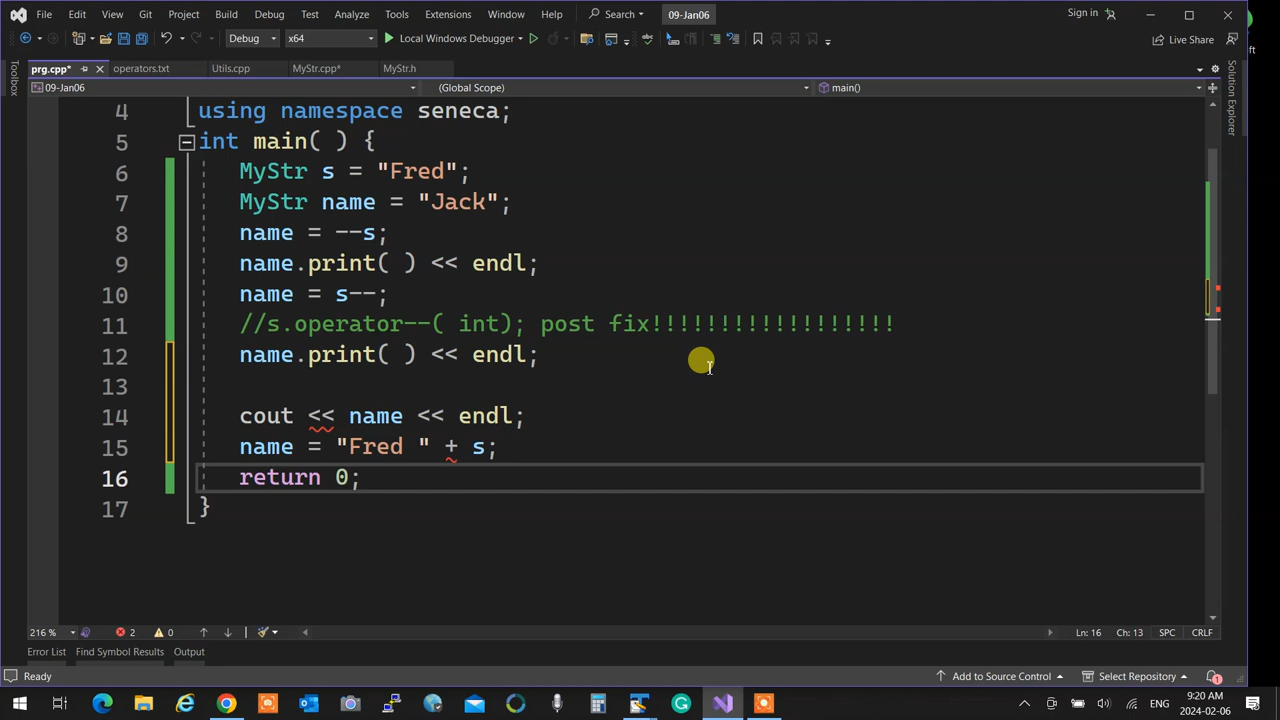 File Edit View Git Project Build Debug Test Analyze Tools Extensions Window Help Search 09-Jan06 Sign in
Debug x64 Local Windows Debugger Live Share
prg.cpp* operators.txt Utils.cpp MyStr.cpp* MyStr.h
09-Jan06 (Global Scope) main()
Toolbox
Solution Explorer
4 using namespace seneca;
5 int main( ) {
6 MyStr s = "Fred";
7 MyStr name = "Jack";
8 name = --s;
9 name.print( ) << endl;
10 name = s--;
11 //s.operator--( int); post fix!!!!!!!!!!!!!!!!!!
12 name.print( ) << endl;
13
14 cout << name << endl;
15 name = "Fred " + s;
16 return 0;
17 }
216 % 2 0 Ln: 16 Ch: 13 SPC CRLF
Error List Find Symbol Results Output
Ready Add to Source Control Select Repository 1
ENG 9:20 AM
2024-02-06